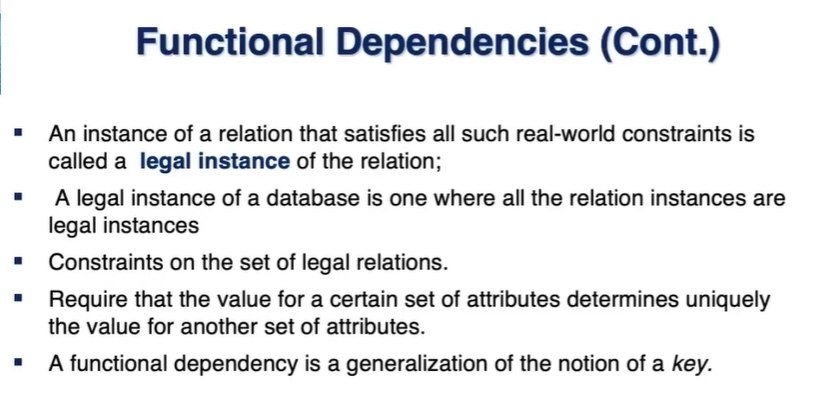 Functional Dependencies (Cont.)
An instance of a relation that satisfies all such real-world constraints is
called a legal instance of the relation;
A legal instance of a database is one where all the relation instances are
legal instances
Constraints on the set of legal relations.
Require that the value for a certain set of attributes determines uniquely
the value for another set of attributes.
A functional dependency is a generalization of the notion of a key.